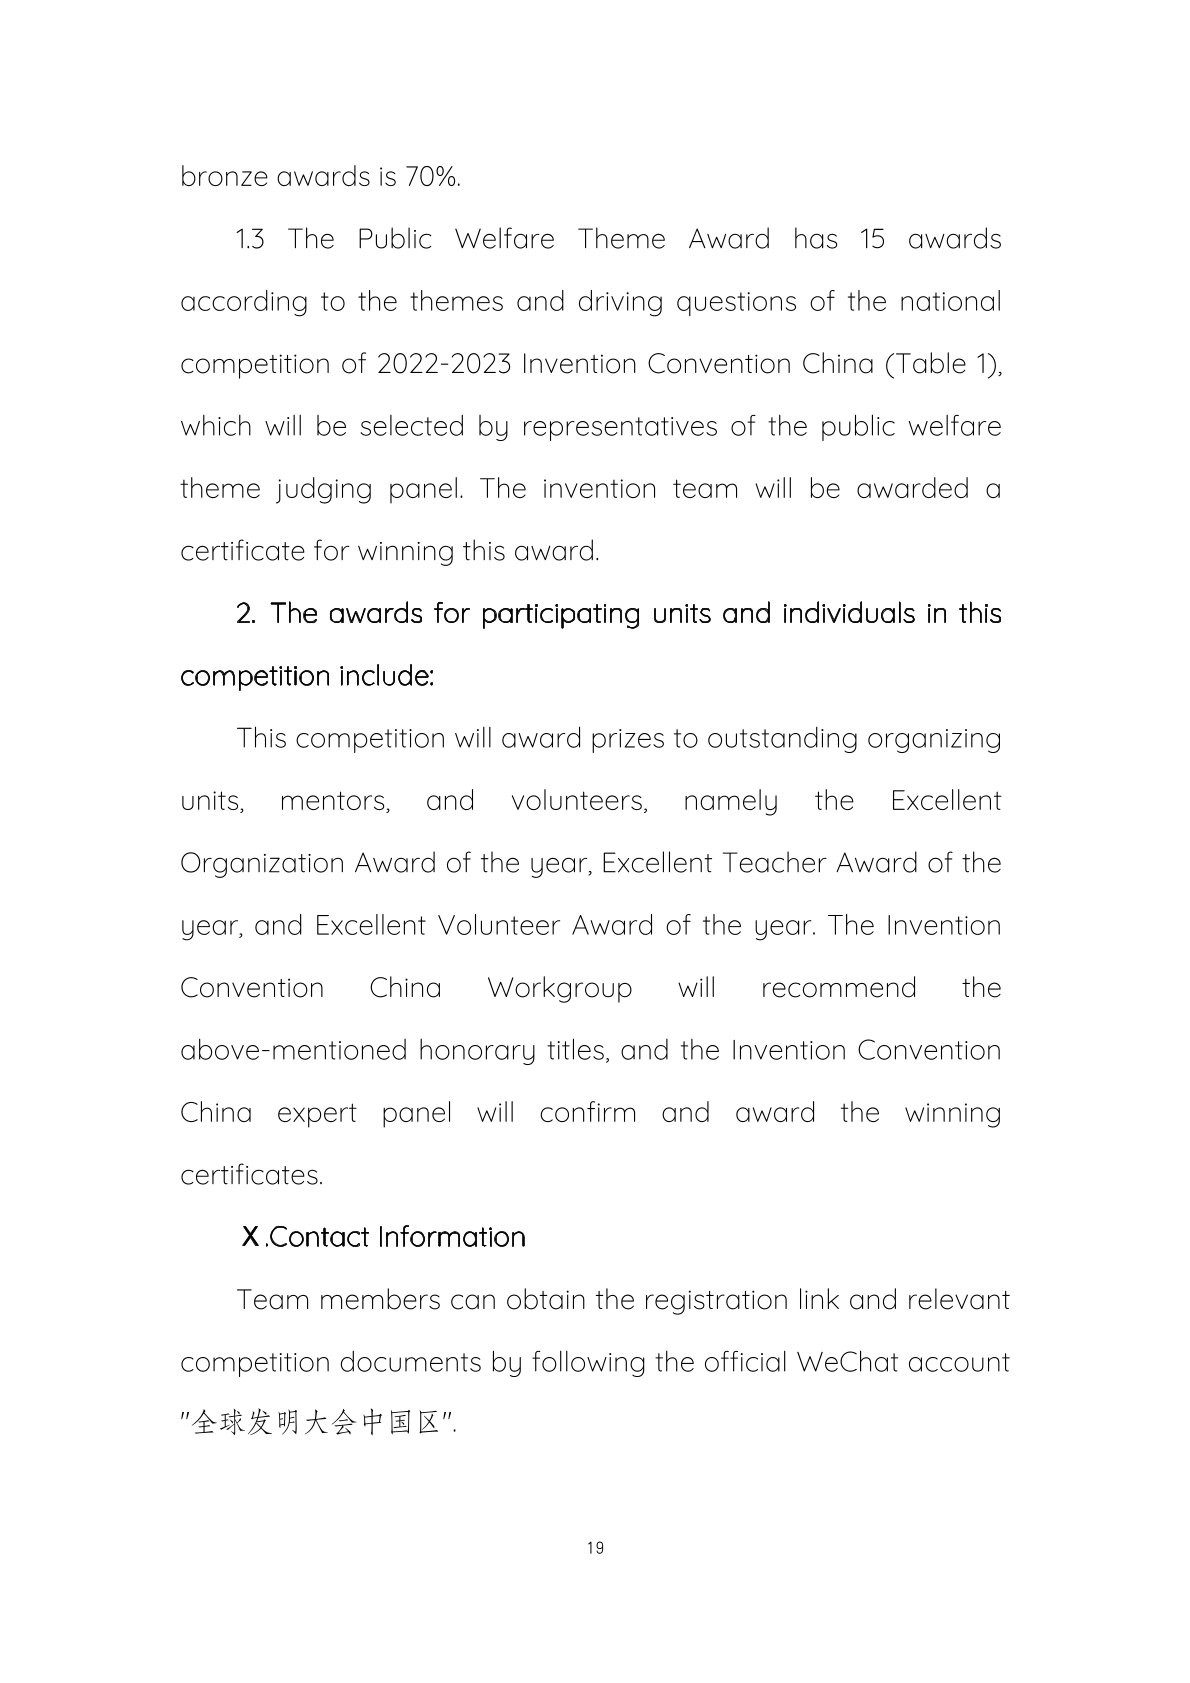 bronze awards is 70%.
1.3 The Public Welfare Theme Award has 15 awards
according to the themes and driving questions of the national
competition of 2022-2023 Invention Convention China (Table 1),
which will be selected by representatives of the public welfare
theme judging panel. The invention team will be awarded a
certificate for winning this award.
2. The awards for participating units and individuals in this
competition include:
This competition will award prizes to outstanding organizing
units, mentors, and volunteers, namely the Excellent
Organization Award of the year, Excellent Teacher Award of the
year, and Excellent Volunteer Award of the year. The Invention
Convention China Workgroup will recommend the
above-mentioned honorary titles, and the Invention Convention
China expert panel will confirm and award the winning
certificates.
Ⅹ.Contact Information
Team members can obtain the registration link and relevant
competition documents by following the official WeChat account
"全球发明大会中国区".
19